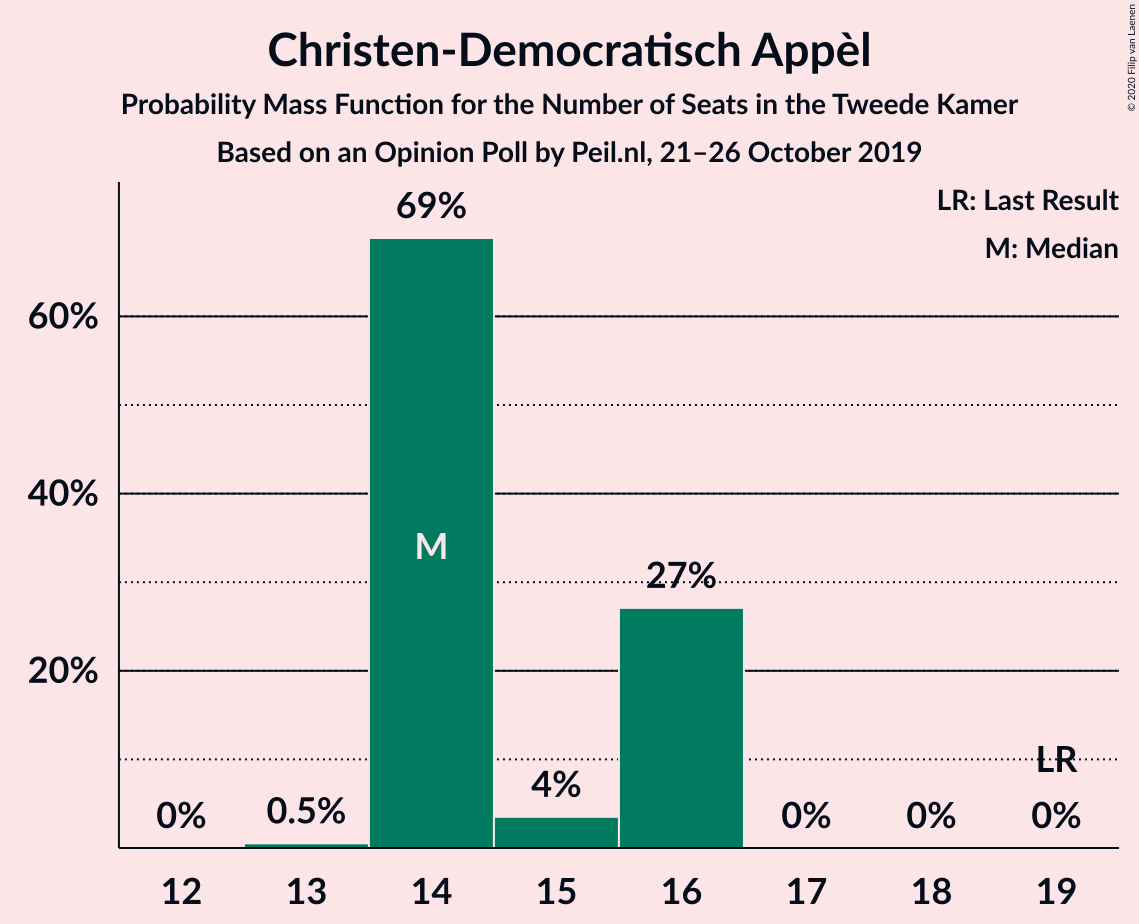 Christen-Democratisch Appèl
Probability Mass Function for the Number of Seats in the Tweede Kamer
Based on an Opinion Poll by Peil.nl, 21–26 October 2019
© 2020 Filip van Laenen
LR: Last Result
M: Median
69%
60%
40%
M
27%
20%
LR
4%
0% 0.5% 0% 0% 0%
12 13 14 15 16 17 18 19